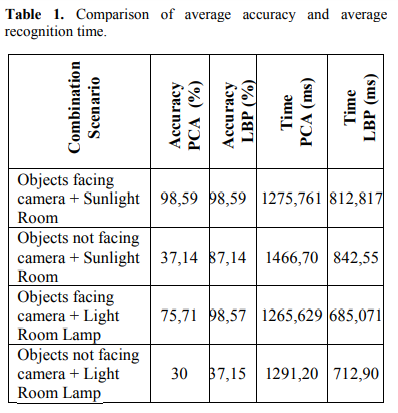 Table 1. Comparison of average accuracy and average
recognition time.
Combination
Scenario
Accuracy
PCA (%)
Accuracy
LBP (%)
Time
PCA (ms)
Time
LBP (ms)
Objects facing
camera + Sunlight
Room
98,59 98,59 1275,761 812,817
Objects not facing
camera + Sunlight
Room
37,14 87,14 1466,70 842,55
Objects facing
camera + Light
Room Lamp
75,71 98,57 1265,629 685,071
Objects not facing
camera + Light
Room Lamp
30 37,15 1291,20 712,90